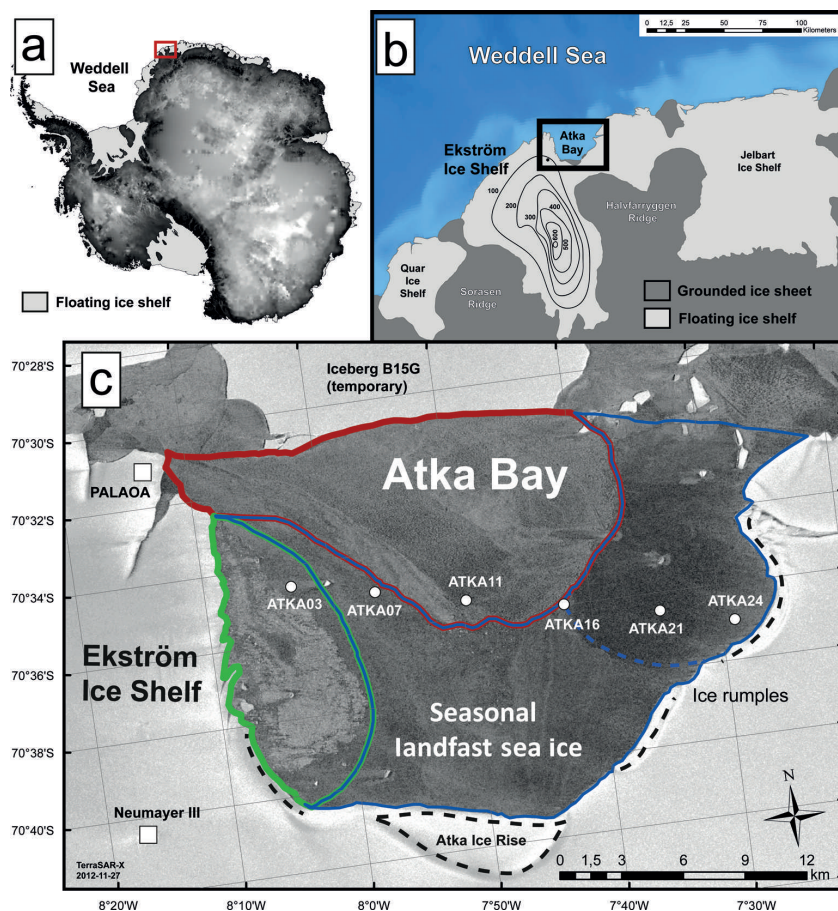 a
Weddell
Sea
Floating ice shelf
b
0 12,5 25 50 75 100
Kilometers
Weddell Sea
Atka
Bay
Ekström
Ice Shelf
100
200
300
400
500
600
Jelbart
Ice Shelf
Halvfarryggen
Ridge
Quar
Ice
Shelf
Sörasen
Ridge
Grounded ice sheet
Floating ice shelf
c
70°28'S
70°30'S
70°32'S
70°34'S
70°36'S
70°38'S
70°40'S
Iceberg B15G
(temporary)
PALAOA
Atka Bay
ATKA03
ATKA07
ATKA11
ATKA16
ATKA21
ATKA24
Ekström
Ice Shelf
Seasonal
landfast sea ice
Ice rumples
Neumayer III
Atka Ice Rise
N
TerraSAR-X
2012-11-27
0 1,5 3 6 9 12
km
8°20'W 8°10'W 8°0'W 7°50'W 7°40'W 7°30'W